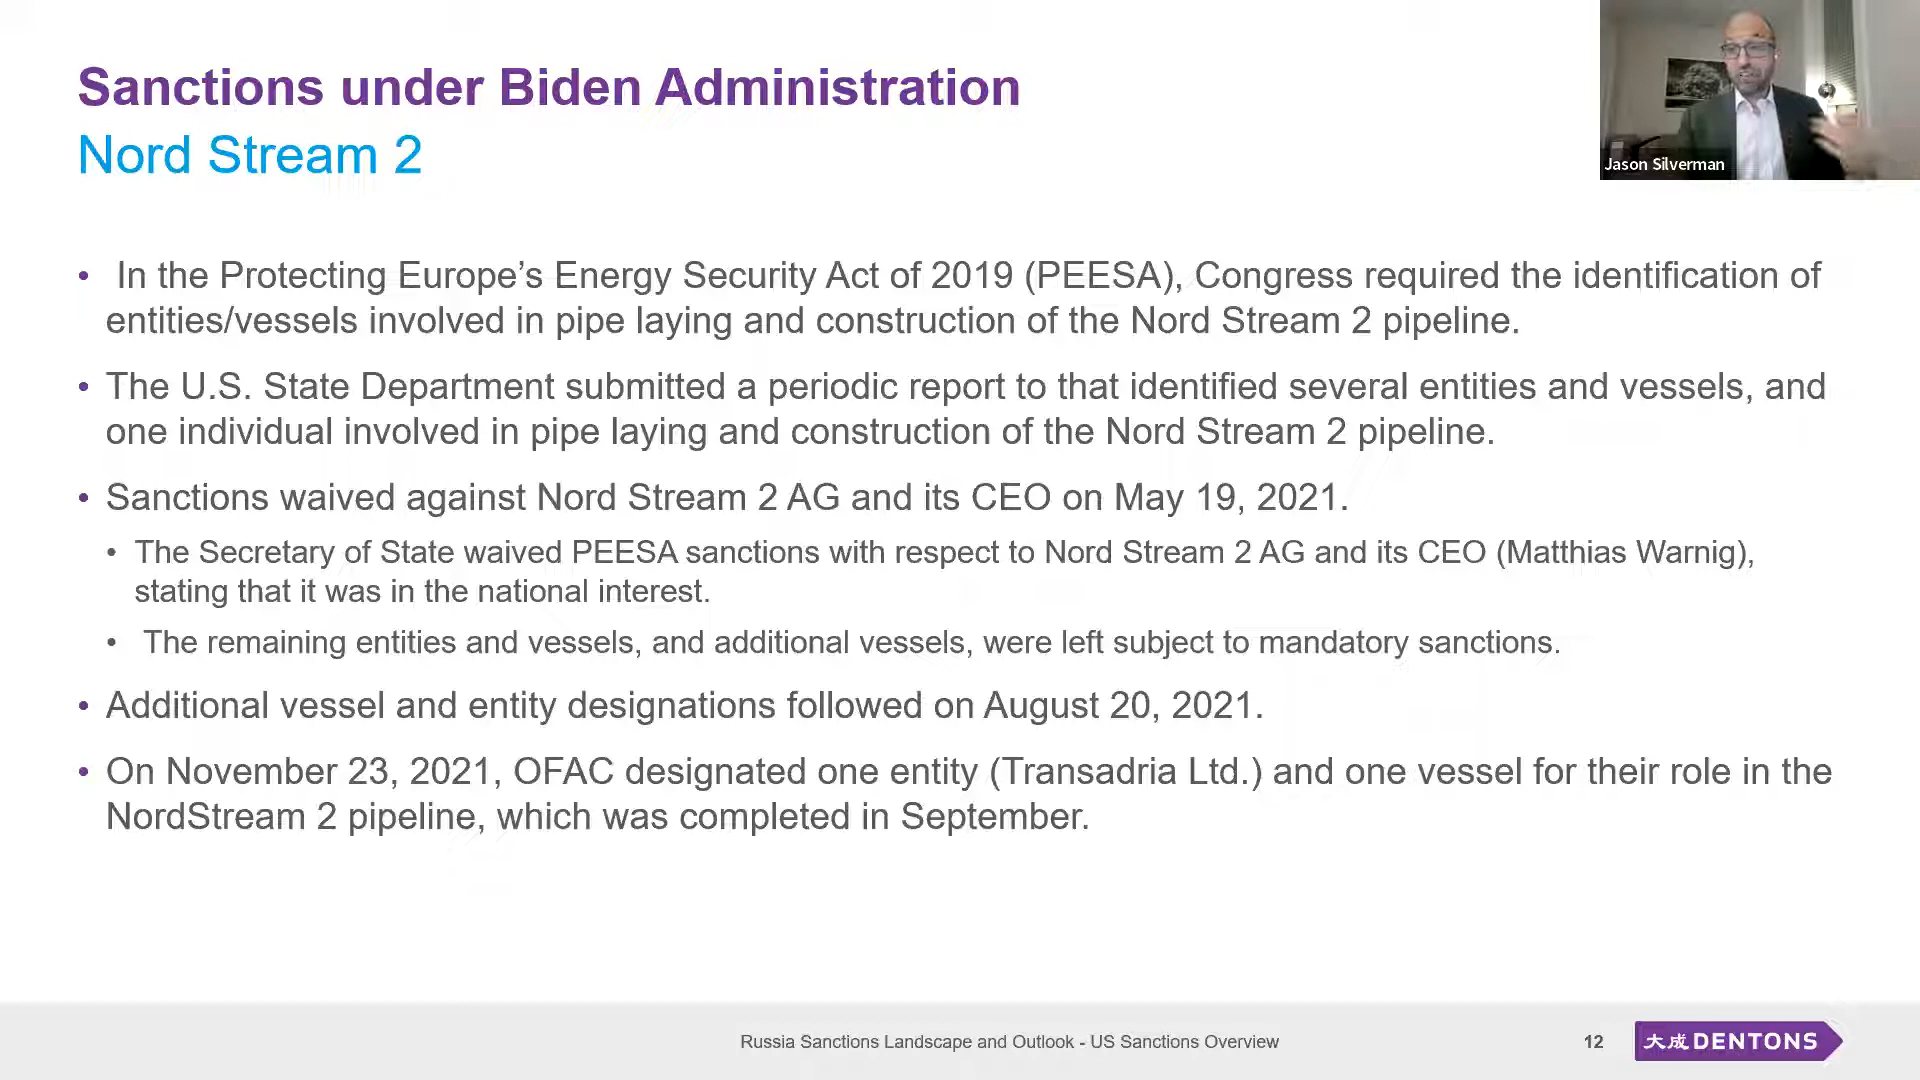 Sanctions under Biden Administration
Nord Stream 2
Jason Silverman
• In the Protecting Europe’s Energy Security Act of 2019 (PEESA), Congress required the identification of
entities/vessels involved in pipe laying and construction of the Nord Stream 2 pipeline.
• The U.S. State Department submitted a periodic report to that identified several entities and vessels, and
one individual involved in pipe laying and construction of the Nord Stream 2 pipeline.
• Sanctions waived against Nord Stream 2 AG and its CEO on May 19, 2021.
• The Secretary of State waived PEESA sanctions with respect to Nord Stream 2 AG and its CEO (Matthias Warnig),
stating that it was in the national interest.
• The remaining entities and vessels, and additional vessels, were left subject to mandatory sanctions.
• Additional vessel and entity designations followed on August 20, 2021.
• On November 23, 2021, OFAC designated one entity (Transadria Ltd.) and one vessel for their role in the
NordStream 2 pipeline, which was completed in September.
Russia Sanctions Landscape and Outlook - US Sanctions Overview
12
大成 DENTONS